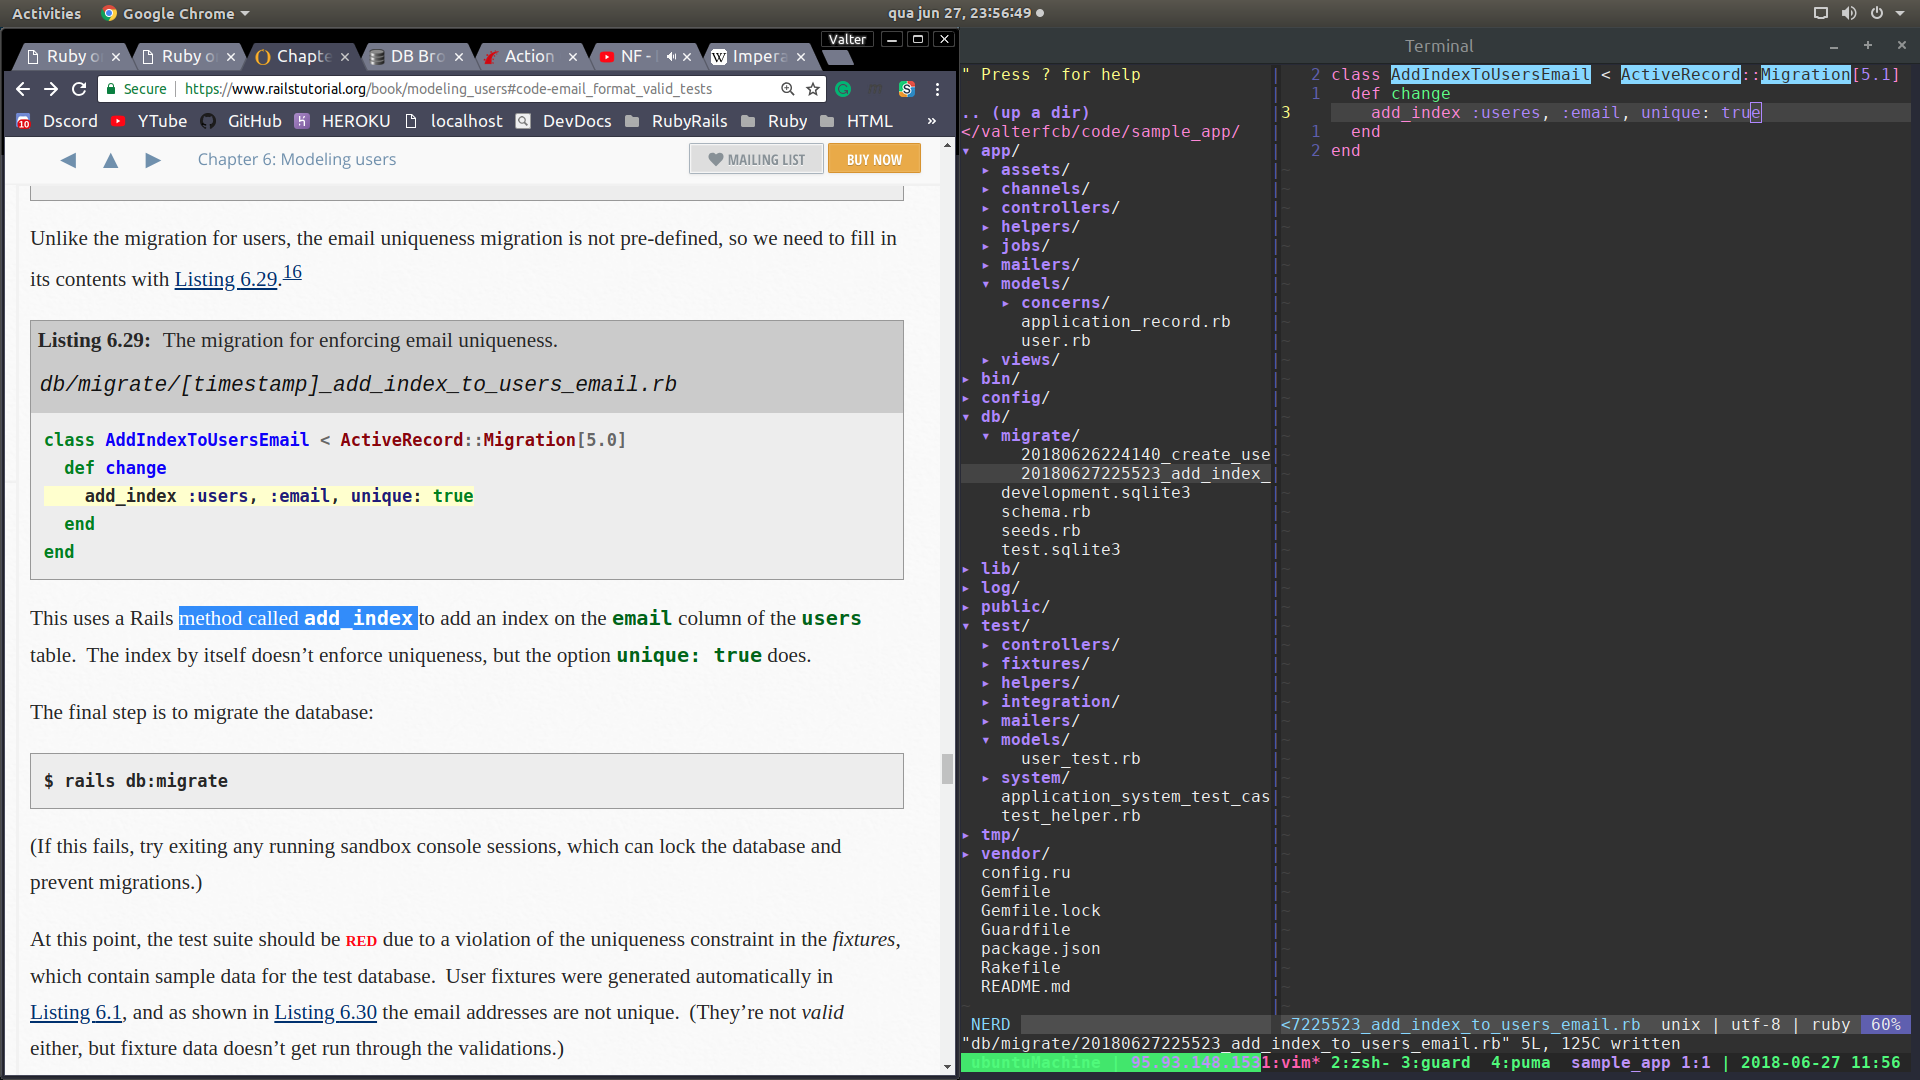 Activities Google Chrome qua jun 27, 23:56:49
Valter
Ruby o Ruby o Chapte DB Bro Action NF - Impera
Secure https://www.railstutorial.org/book/modeling_users#code-email_format_valid_tests
10 Dscord YTube GitHub HEROKU localhost DevDocs RubyRails Ruby HTML »
Chapter 6: Modeling users MAILING LIST BUY NOW
Unlike the migration for users, the email uniqueness migration is not pre-defined, so we need to fill in
its contents with Listing 6.29.16
Listing 6.29: The migration for enforcing email uniqueness.
db/migrate/[timestamp]_add_index_to_users_email.rb
class AddIndexToUsersEmail < ActiveRecord::Migration[5.0]
def change
add_index :users, :email, unique: true
end
end
This uses a Rails method called add_index to add an index on the email column of the users
table. The index by itself doesn’t enforce uniqueness, but the option unique: true does.
The final step is to migrate the database:
$ rails db:migrate
(If this fails, try exiting any running sandbox console sessions, which can lock the database and
prevent migrations.)
At this point, the test suite should be RED due to a violation of the uniqueness constraint in the fixtures,
which contain sample data for the test database. User fixtures were generated automatically in
Listing 6.1, and as shown in Listing 6.30 the email addresses are not unique. (They’re not valid
either, but fixture data doesn’t get run through the validations.)
Terminal
" Press ? for help
.. (up a dir)
</valterfcb/code/sample_app/
▾ app/
▸ assets/
▸ channels/
▸ controllers/
▸ helpers/
▸ jobs/
▸ mailers/
▾ models/
▸ concerns/
application_record.rb
user.rb
▸ views/
▸ bin/
▸ config/
▾ db/
▾ migrate/
20180626224140_create_use
20180627225523_add_index_
development.sqlite3
schema.rb
seeds.rb
test.sqlite3
▸ lib/
▸ log/
▸ public/
▾ test/
▸ controllers/
▸ fixtures/
▸ helpers/
▸ integration/
▸ mailers/
▾ models/
user_test.rb
▸ system/
application_system_test_cas
test_helper.rb
▸ tmp/
▸ vendor/
config.ru
Gemfile
Gemfile.lock
Guardfile
package.json
Rakefile
README.md
2 class AddIndexToUsersEmail < ActiveRecord::Migration[5.1]
1 def change
3 add_index :useres, :email, unique: true
1 end
2 end
NERD <7225523_add_index_to_users_email.rb unix | utf-8 | ruby 60%
"db/migrate/20180627225523_add_index_to_users_email.rb" 5L, 125C written
ubuntuMachine | 95.93.148.1531:vim* 2:zsh- 3:guard 4:puma sample_app 1:1 | 2018-06-27 11:56